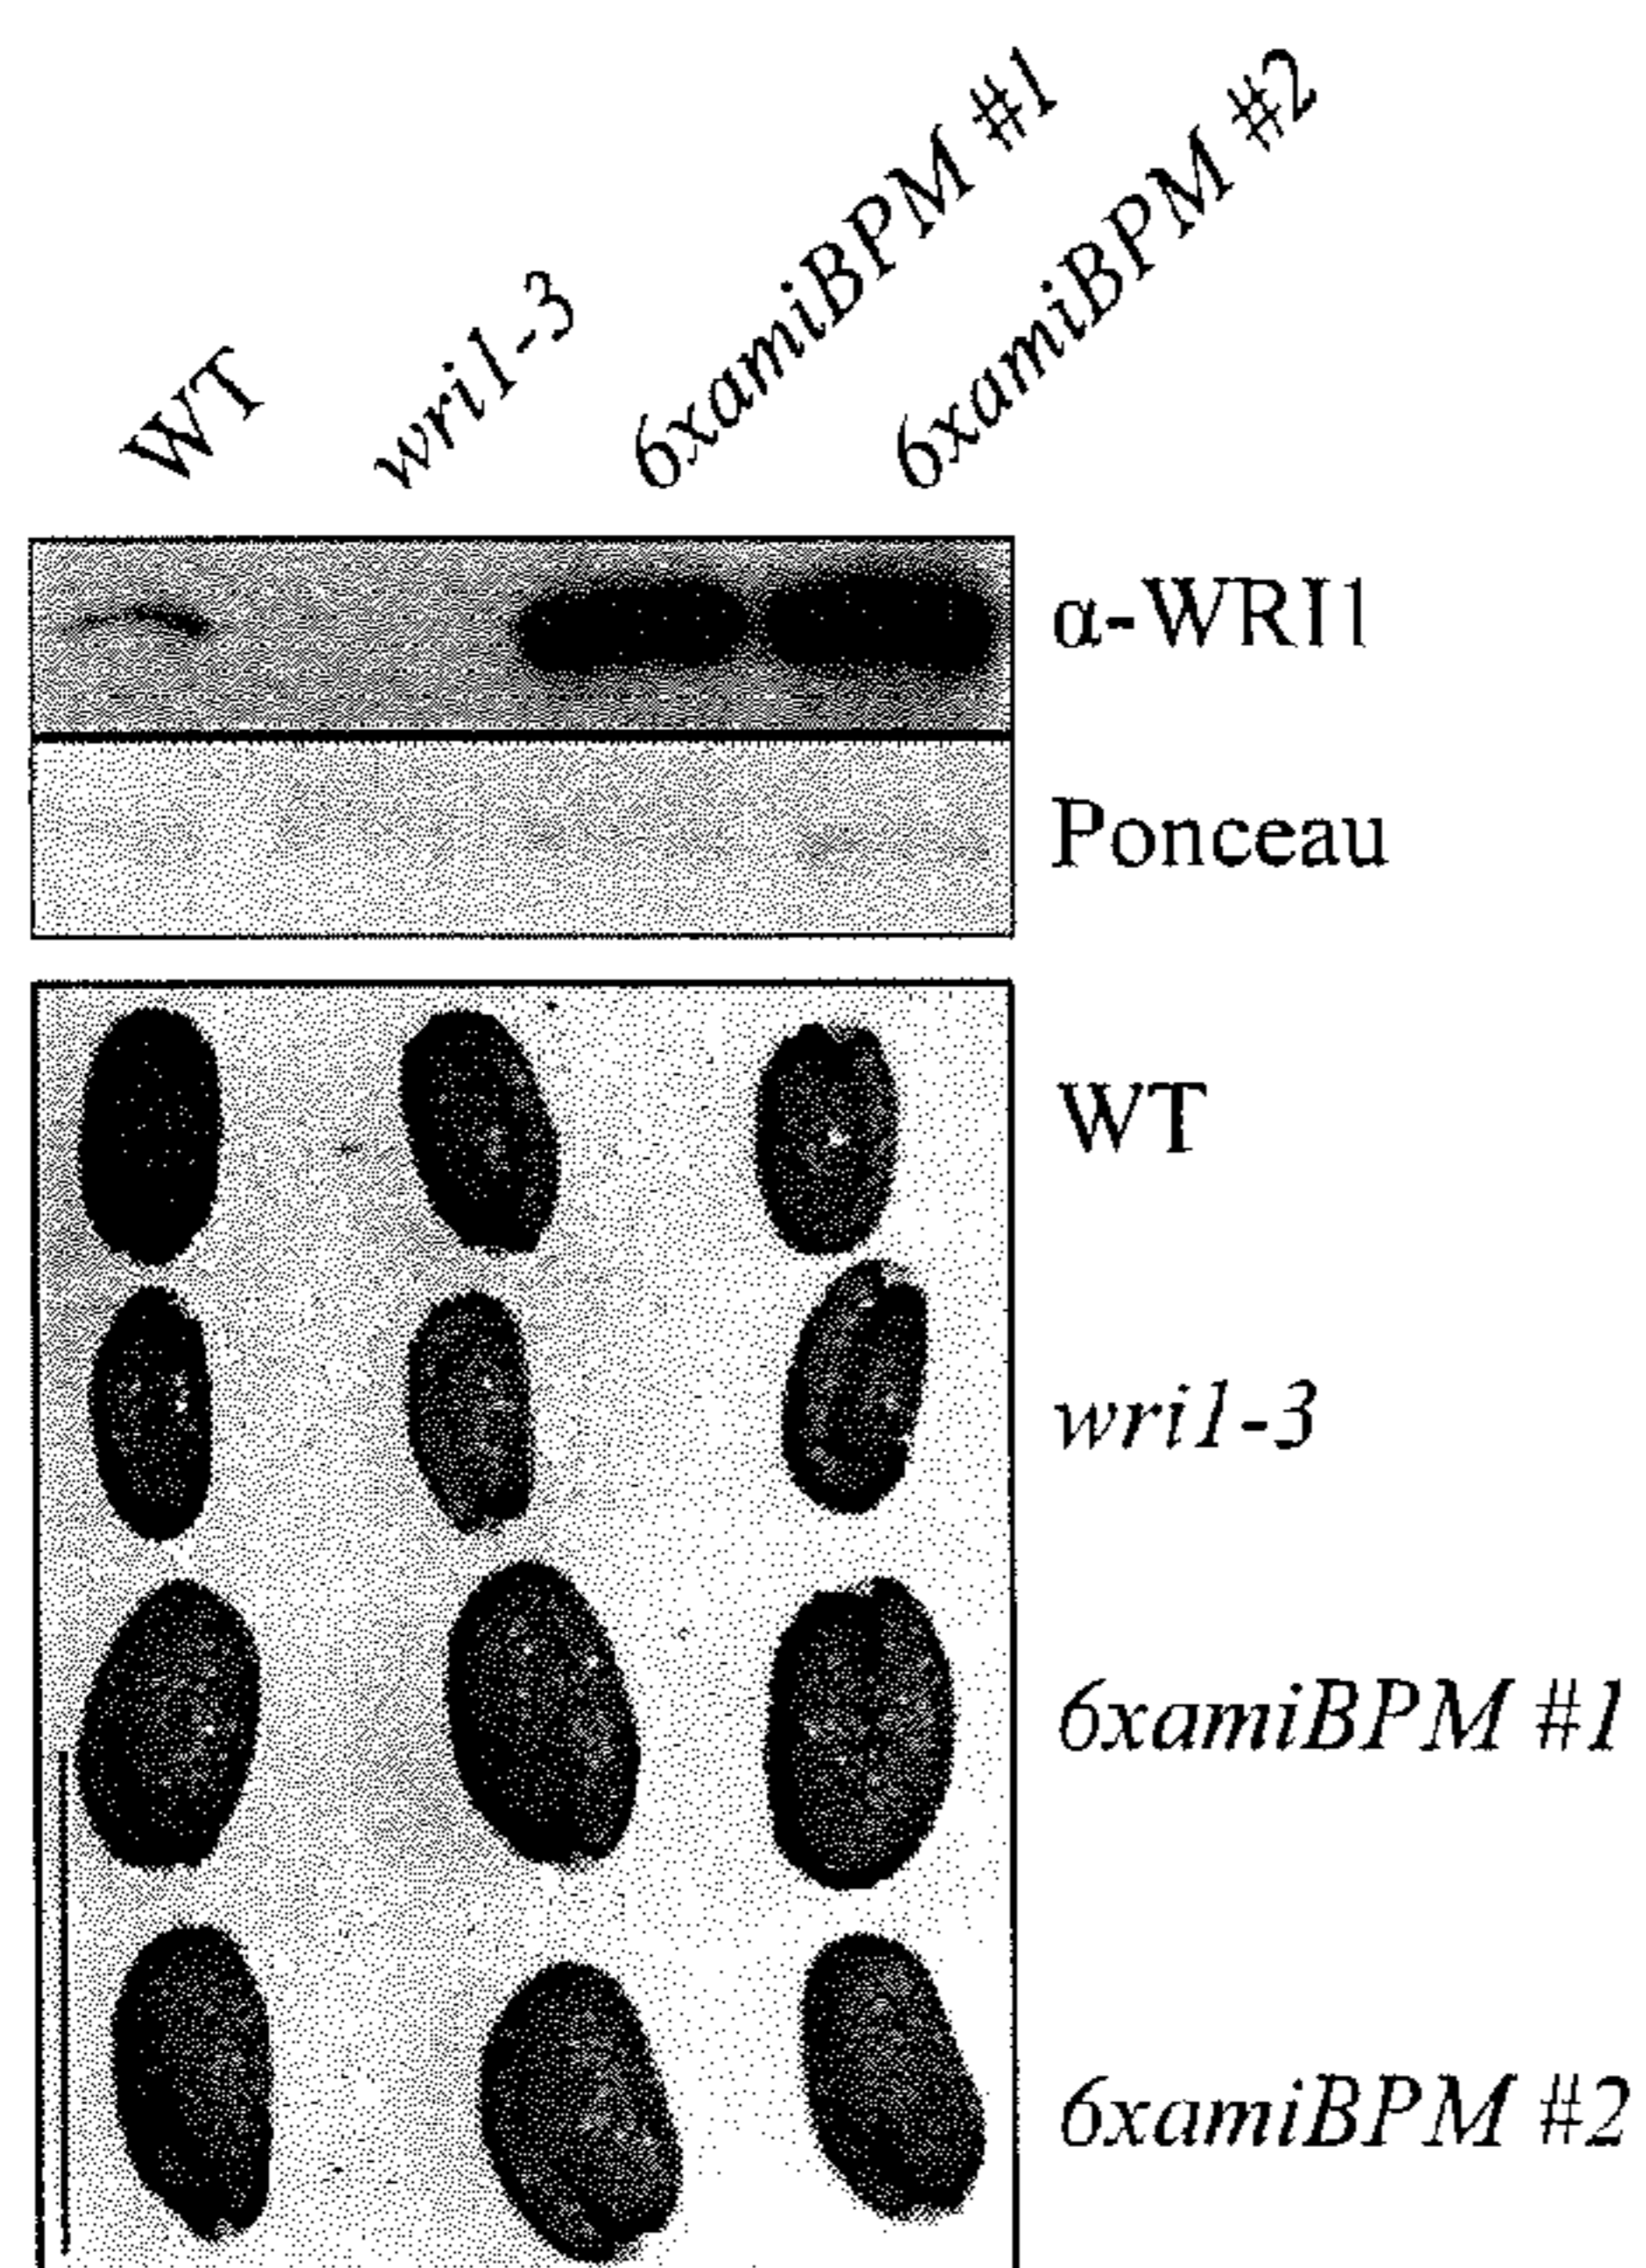 WT
wri1-3
6xamiBPM #1
6xamiBPM #2
α-WRI1
Ponceau
WT
wri1-3
6xamiBPM #1
6xamiBPM #2